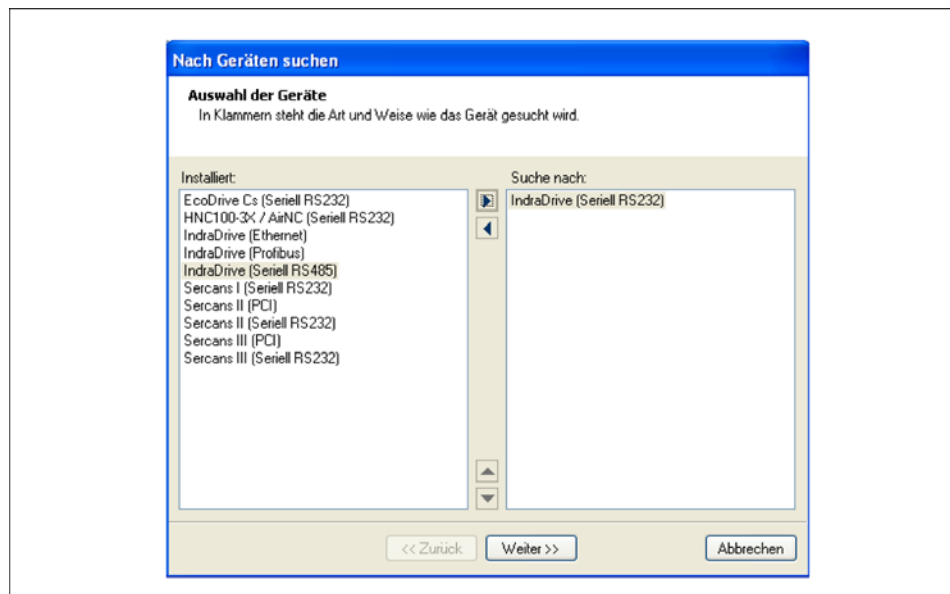 Nach Geräten suchen
Auswahl der Geräte
In Klammern steht die Art und Weise wie das Gerät gesucht wird.
Installiert:
EcoDrive Cs (Seriell RS232)
HNC100-3X / AirNC (Seriell RS232)
IndraDrive (Ethernet)
IndraDrive (Profibus)
IndraDrive (Seriell RS485)
Sercans I (Seriell RS232)
Sercans II (PCI)
Sercans II (Seriell RS232)
Sercans III (PCI)
Sercans III (Seriell RS232)
Suche nach:
IndraDrive (Seriell RS232)
<< Zurück
Weiter >>
Abbrechen